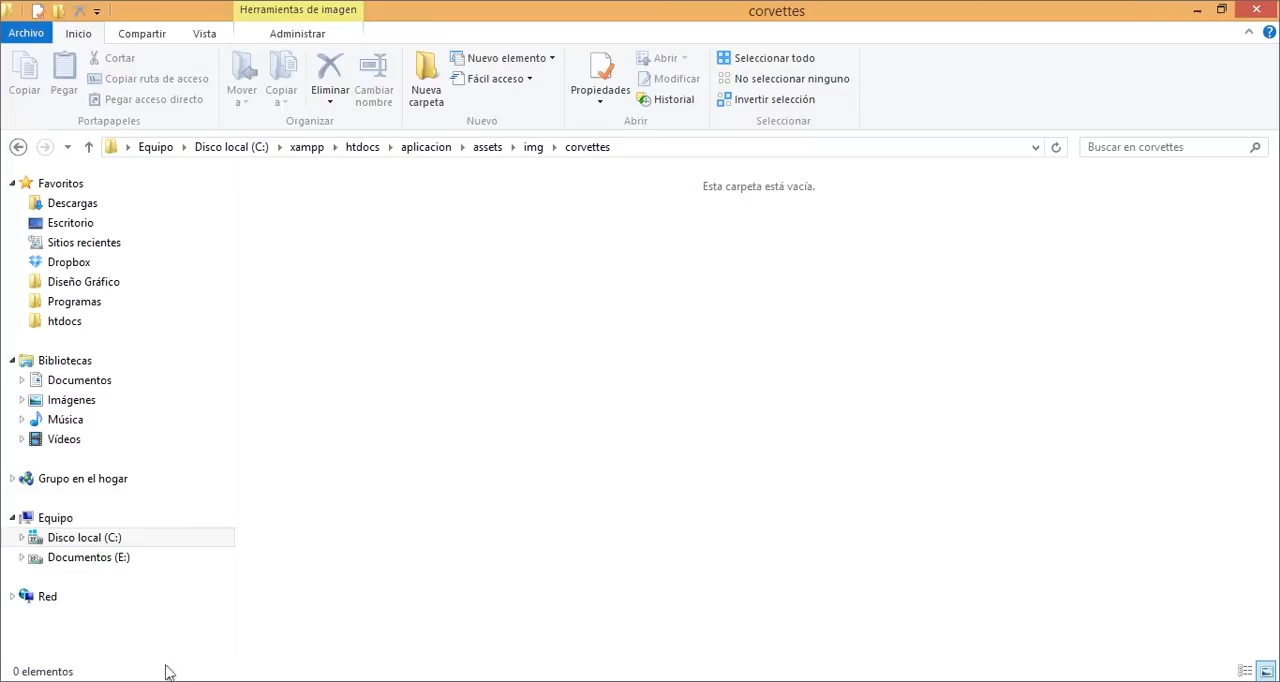 Herramientas de imagen
corvettes
Archivo
Inicio
Compartir
Vista
Administrar
Copiar
Pegar
Cortar
Copiar ruta de acceso
Pegar acceso directo
Portapapeles
Mover a
Copiar a
Eliminar
Cambiar nombre
Organizar
Nueva carpeta
Nuevo elemento
Fácil acceso
Nuevo
Propiedades
Abrir
Modificar
Historial
Abrir
Seleccionar todo
No seleccionar ninguno
Invertir selección
Seleccionar
Equipo Disco local (C:) xampp htdocs aplicacion assets img corvettes
Buscar en corvettes
Esta carpeta está vacía.
Favoritos
Descargas
Escritorio
Sitios recientes
Dropbox
Diseño Gráfico
Programas
htdocs
Bibliotecas
Documentos
Imágenes
Música
Vídeos
Grupo en el hogar
Equipo
Disco local (C:)
Documentos (E:)
Red
0 elementos